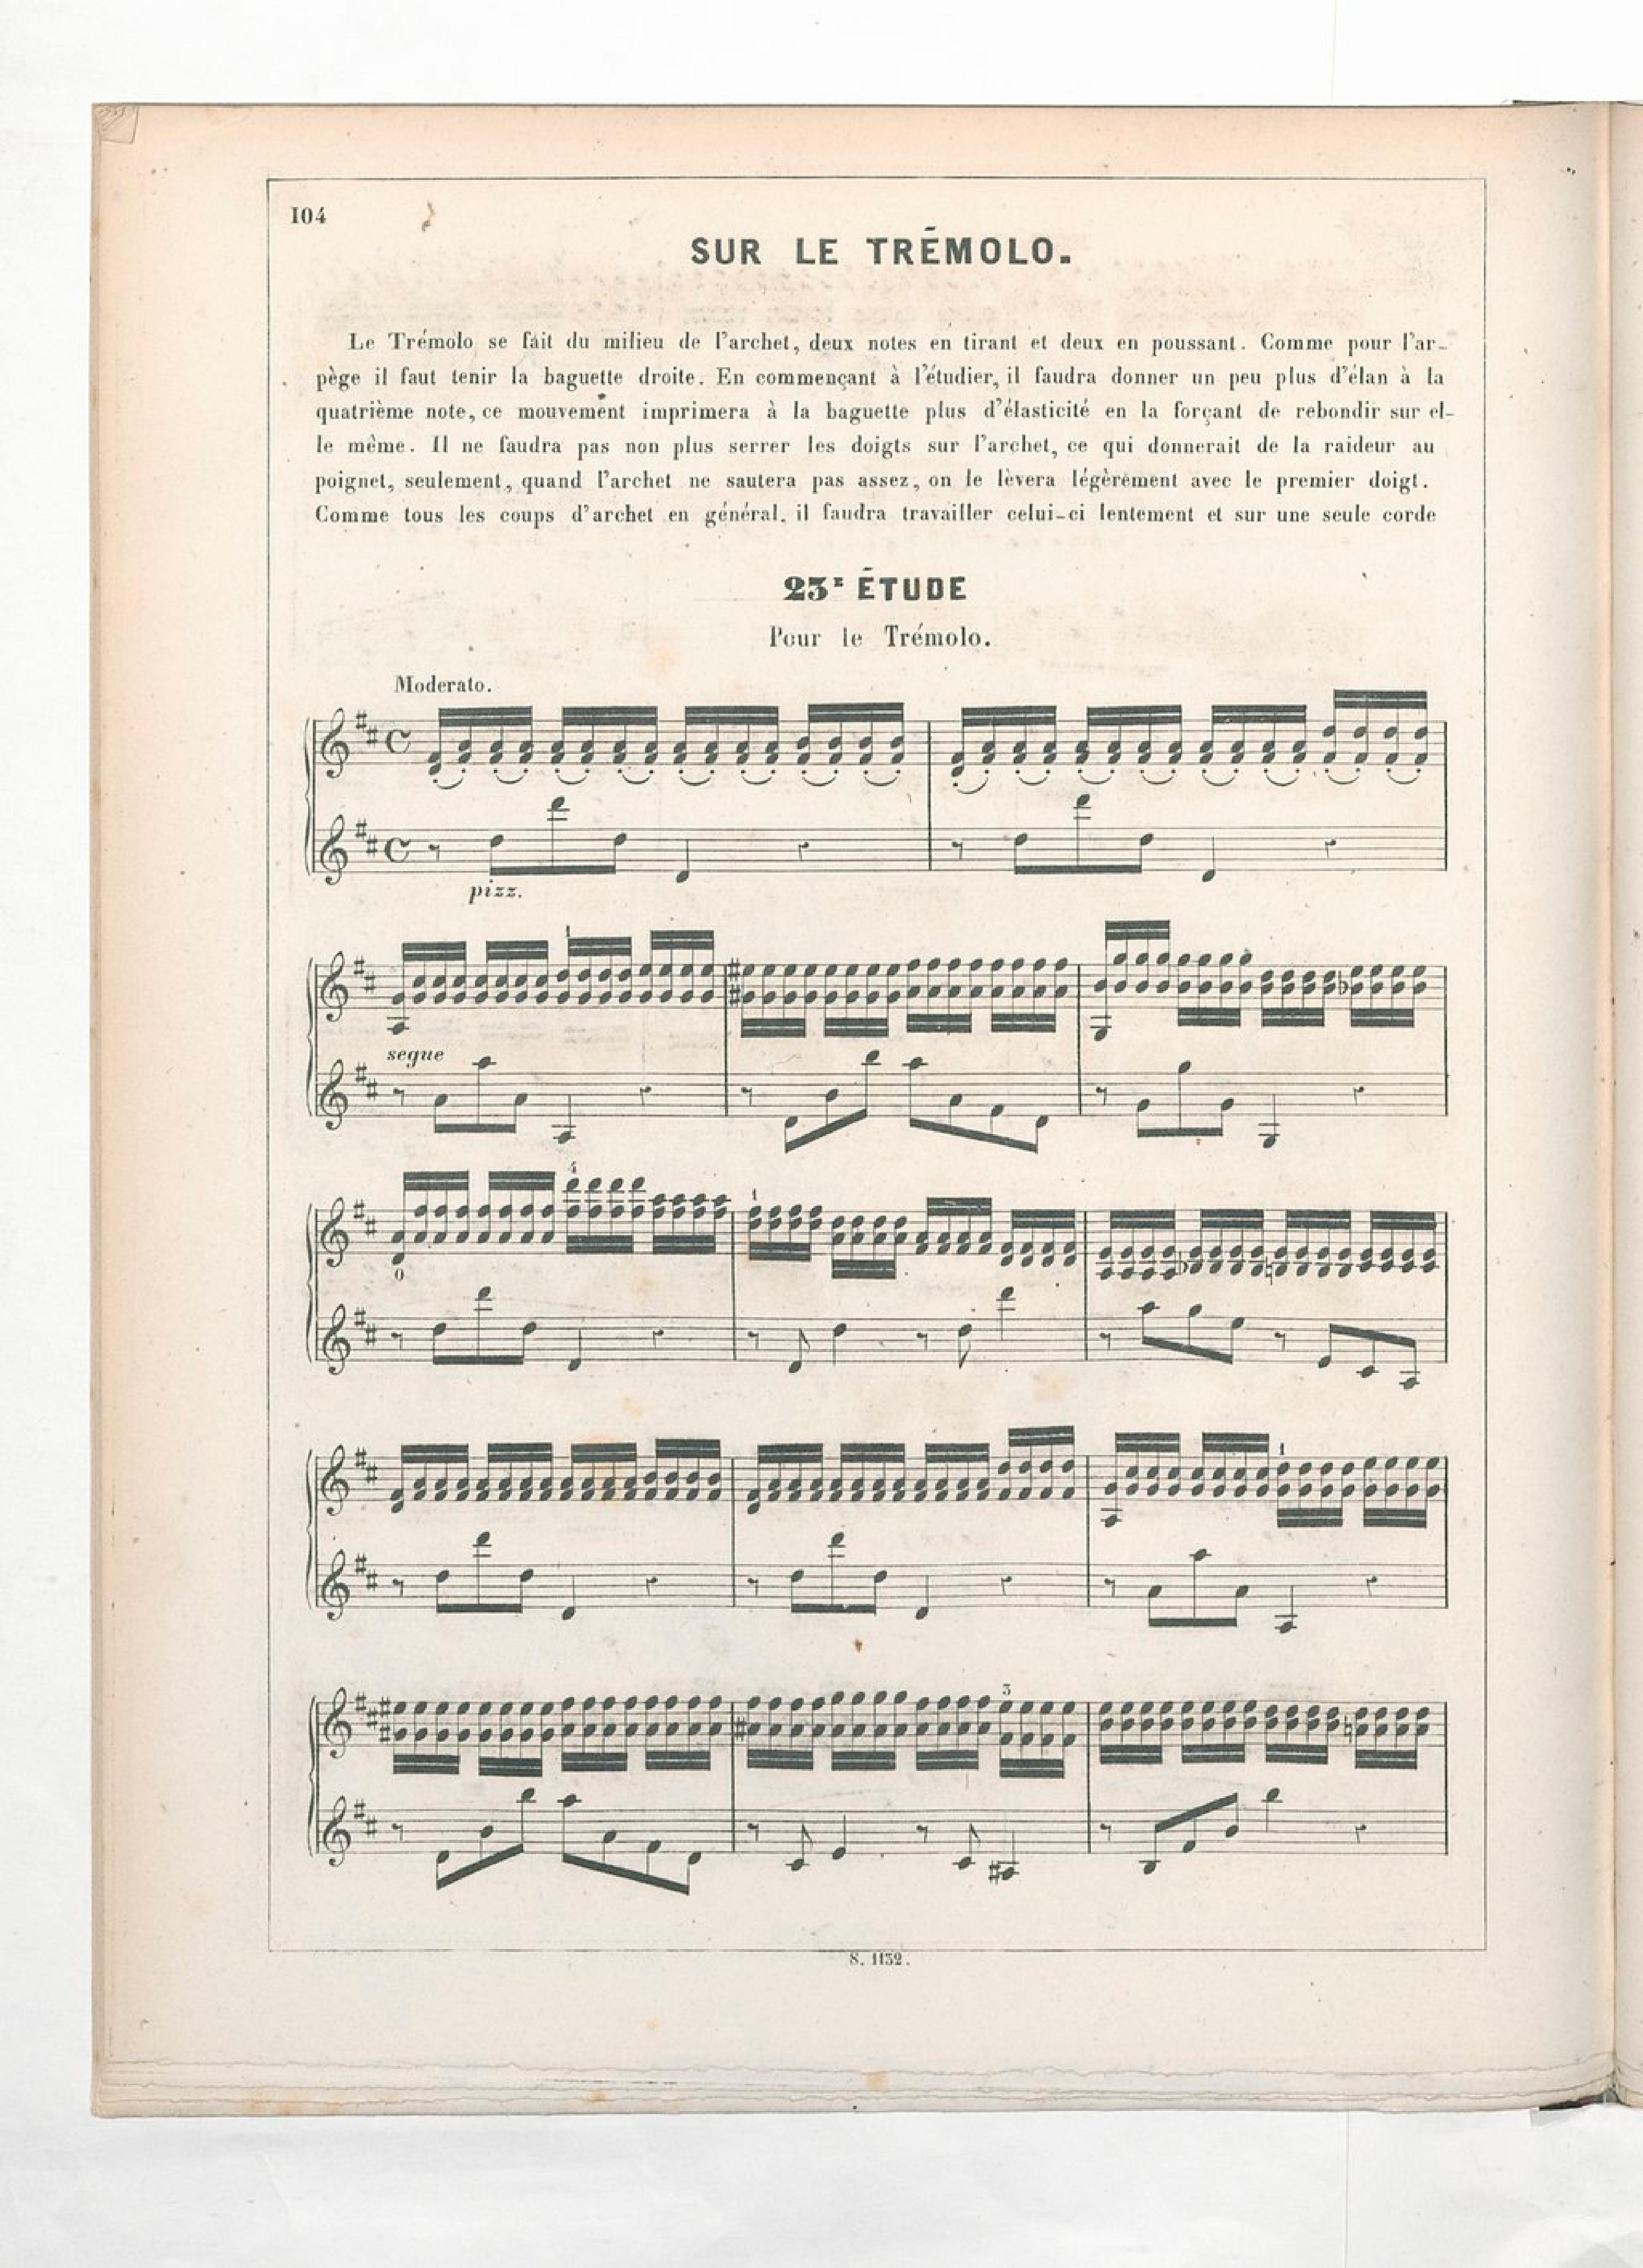 104
SUR LE TRÉMOLO.
Le Trémolo se fait du milieu de l'archet, deux notes en tirant et deux en poussant. Comme pour l'ar-
pège il faut tenir la baguette droite. En commençant à l'étudier, il faudra donner un peu plus d'élan à la
quatrième note, ce mouvement imprimera à la baguette plus d'élasticité en la forçant de rebondir sur el-
le même. Il ne faudra pas non plus serrer les doigts sur l'archet, ce qui donnerait de la raideur au
poignet, seulement, quand l'archet ne sautera pas assez, on le lèvera légèrement avec le premier doigt.
Comme tous les coups d'archet en général, il faudra travailler celui-ci lentement et sur une seule corde
23E ÉTUDE
Pour le Trémolo.
Moderato.
pizz.
1
segue
4
1
0
1
3
S. 1132.